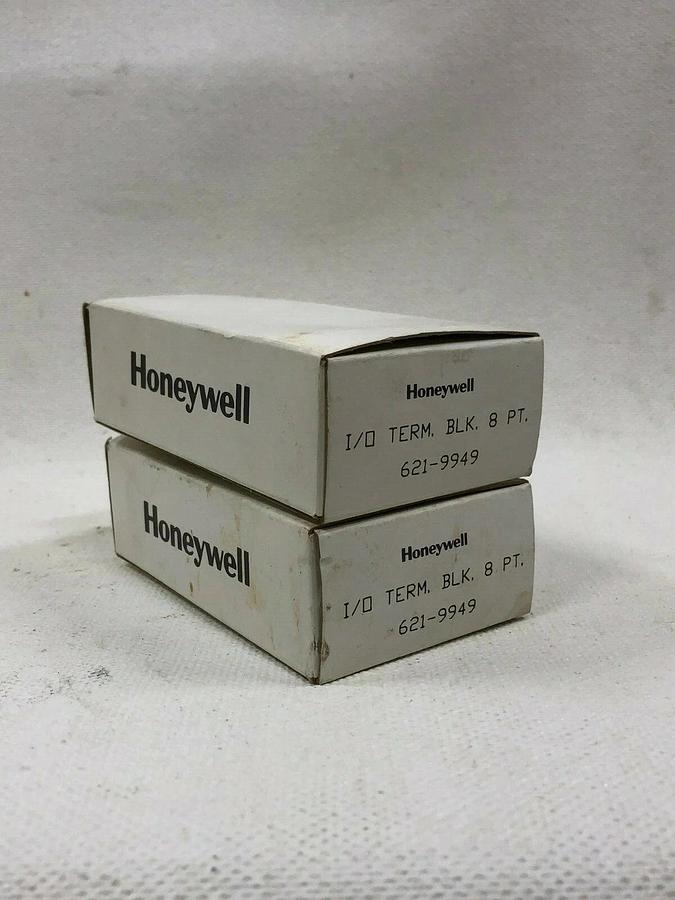 Honeywell
Honeywell
I/O TERM. BLK. 8 PT.
621-9949
Honeywell
Honeywell
I/O TERM. BLK. 8 PT.
621-9949